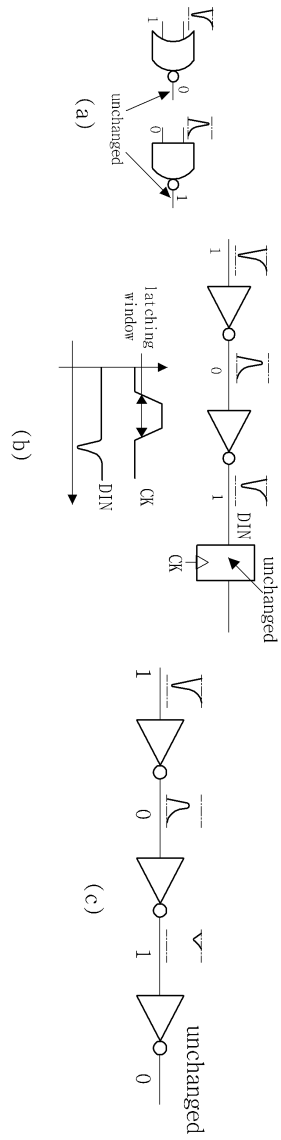 1
0
unchanged
0
1
(a)
1
0
1
DIN
unchanged
CK
latching
window
CK
DIN
(b)
1
0
1
0
unchanged
(c)